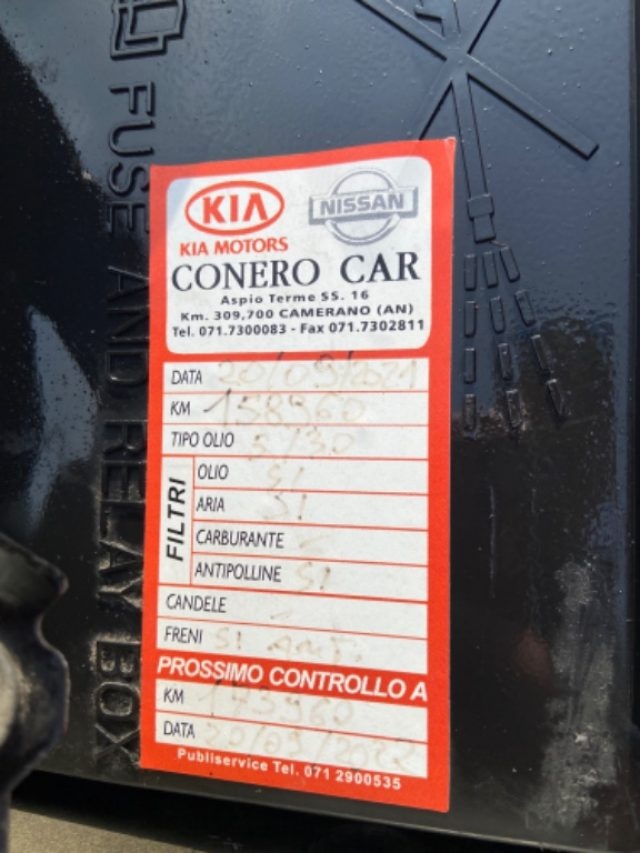 FUSE AND RELAY BOX
KIA NISSAN
KIA MOTORS
CONERO CAR
Aspio Terme SS. 16
Km. 309,700 CAMERANO (AN)
Tel. 071.7300083 - Fax 071.7302811
DATA 20/09/2021
KM 158960
TIPO OLIO 5/30
FILTRI
OLIO SI
ARIA SI
CARBURANTE
ANTIPOLLINE SI
CANDELE -
FRENI SI ANT.
PROSSIMO CONTROLLO A
KM 173960
DATA 20/09/2022
Publiservice Tel. 071 2900535